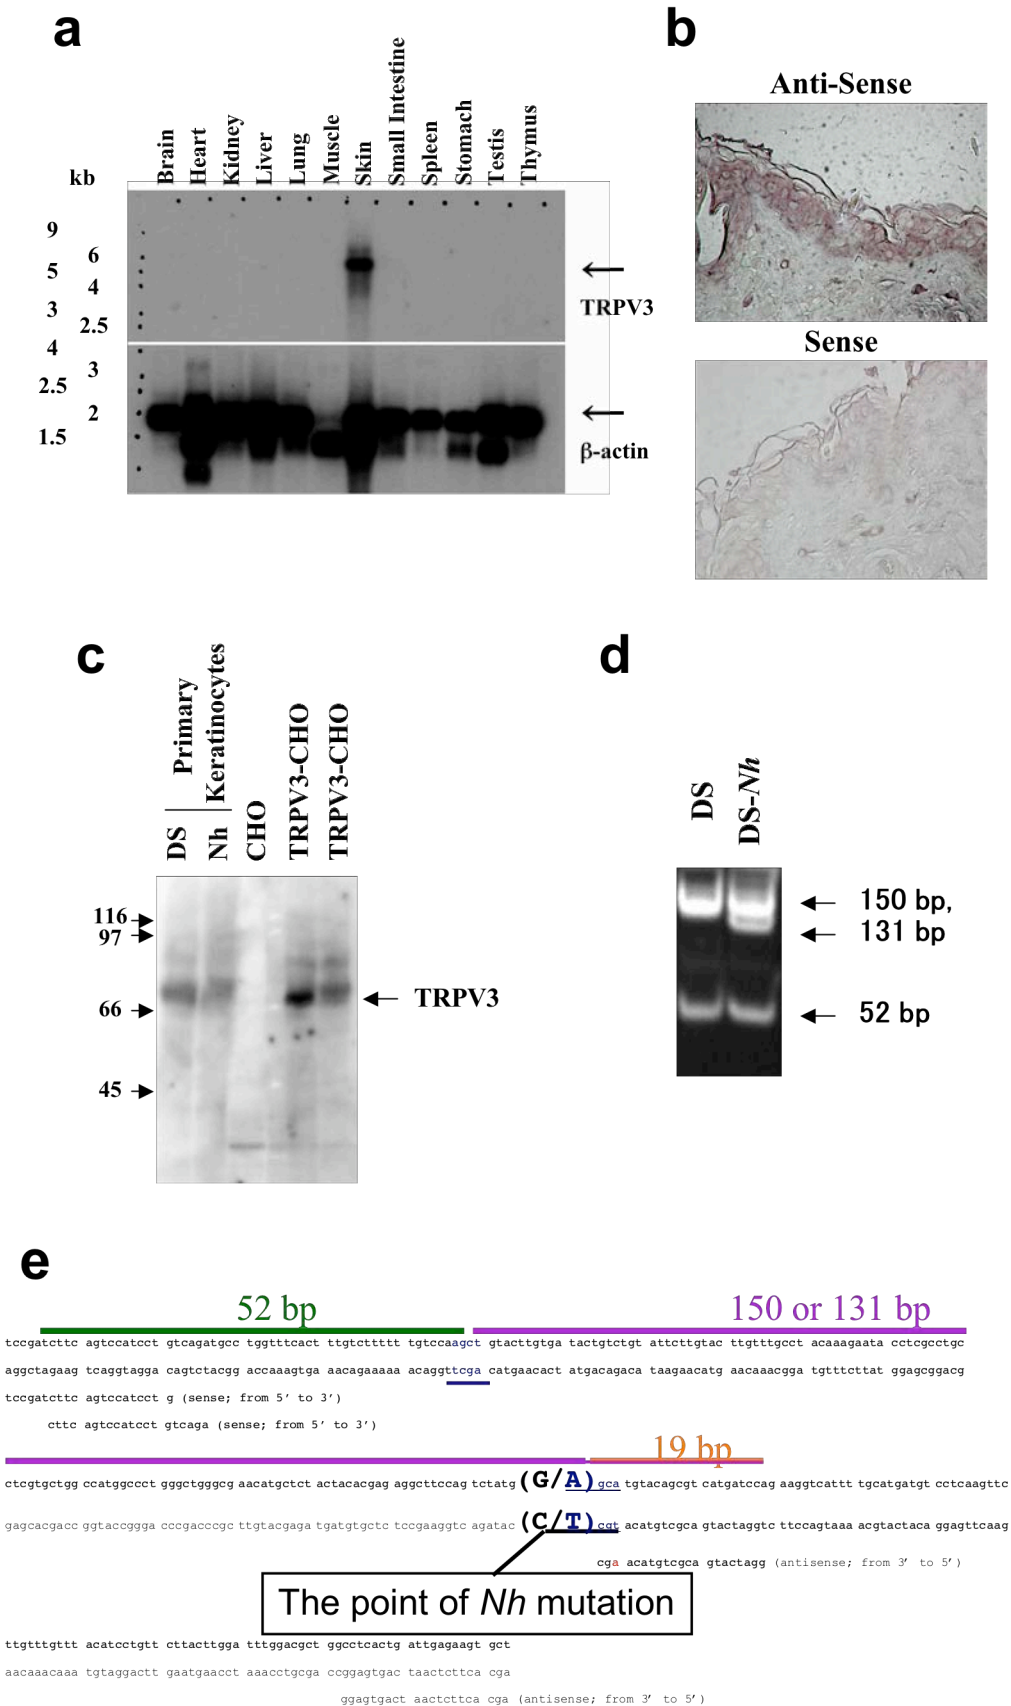 a
b
Anti-Sense
Brain
Heart
Kidney
Liver
Lung
Muscle
Skin
Small Intestine
Spleen
Stomach
Testis
Thymus
kb
9
6
5
4
3
2.5
TRPV3
Sense
4
3
2.5
2
1.5
β-actin
c
d
Primary
Keratinocytes
DS
Nh
CHO
TRPV3-CHO
TRPV3-CHO
DS
DS-Nh
116
97
66
45
TRPV3
150 bp,
131 bp
52 bp
e
52 bp
150 or 131 bp
tccgatcttc agtccatcct gtcagatgcc tggtttcact ttgtcttttt tgtccaagct gtacttgtga tactgtctgt attcttgtac ttgtttgcct acaaagaata cctcgcctgc
aggctagaag tcaggtagga cagtctacgg accaaagtga aacagaaaaa acaggttcga catgaacact atgacagaca taagaacatg aacaaacgga tgtttcttat ggagcggacg
tccgatcttc agtccatcct g (sense; from 5’ to 3’)
cttc agtccatcct gtcaga (sense; from 5’ to 3’)
19 bp
ctcgtgctgg ccatggccct gggctgggcg aacatgctct actacacgag aggcttccag tctatg(G/A)gca tgtacagcgt catgatccag aaggtcattt tgcatgatgt cctcaagttc
gagcacgacc ggtaccggga cccgacccgc ttgtacgaga tgatgtgctc tccgaaggtc agatac(C/T)cgt acatgtcgca gtactaggtc ttccagtaaa acgtactaca ggagttcaag
cga acatgtcgca gtactagg (antisense; from 3’ to 5’)
The point of Nh mutation
ttgtttgttt acatcctgtt cttacttgga tttggacgct ggcctcactg attgagaagt gct
aacaaacaaa tgtaggactt gaatgaacct aaacctgcga ccggagtgac taactcttca cga
ggagtgact aactcttca cga (antisense; from 3’ to 5’)